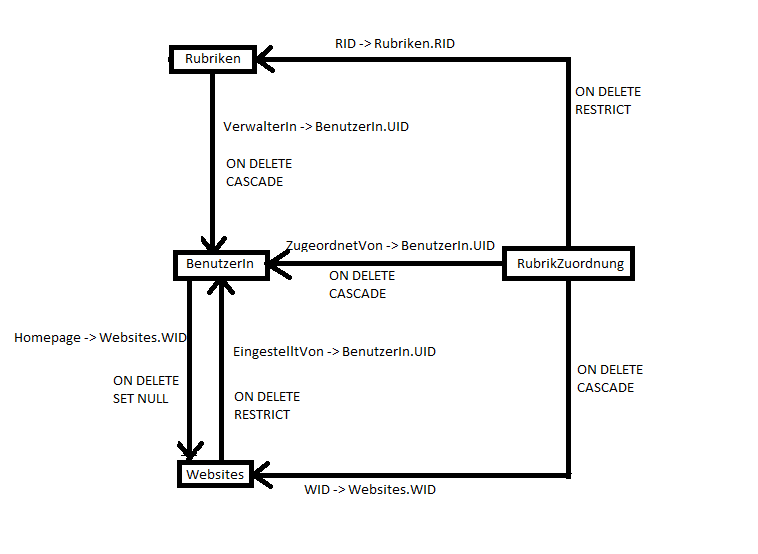 RID -> Rubriken.RID
Rubriken
ON DELETE
RESTRICT
VerwalterIn -> BenutzerIn.UID
ON DELETE
CASCADE
ZugeordnetVon -> BenutzerIn.UID
BenutzerIn
RubrikZuordnung
ON DELETE
CASCADE
Homepage -> Websites.WID
EingestelltVon -> BenutzerIn.UID
ON DELETE
CASCADE
ON DELETE
SET NULL
ON DELETE
RESTRICT
Websites
WID -> Websites.WID